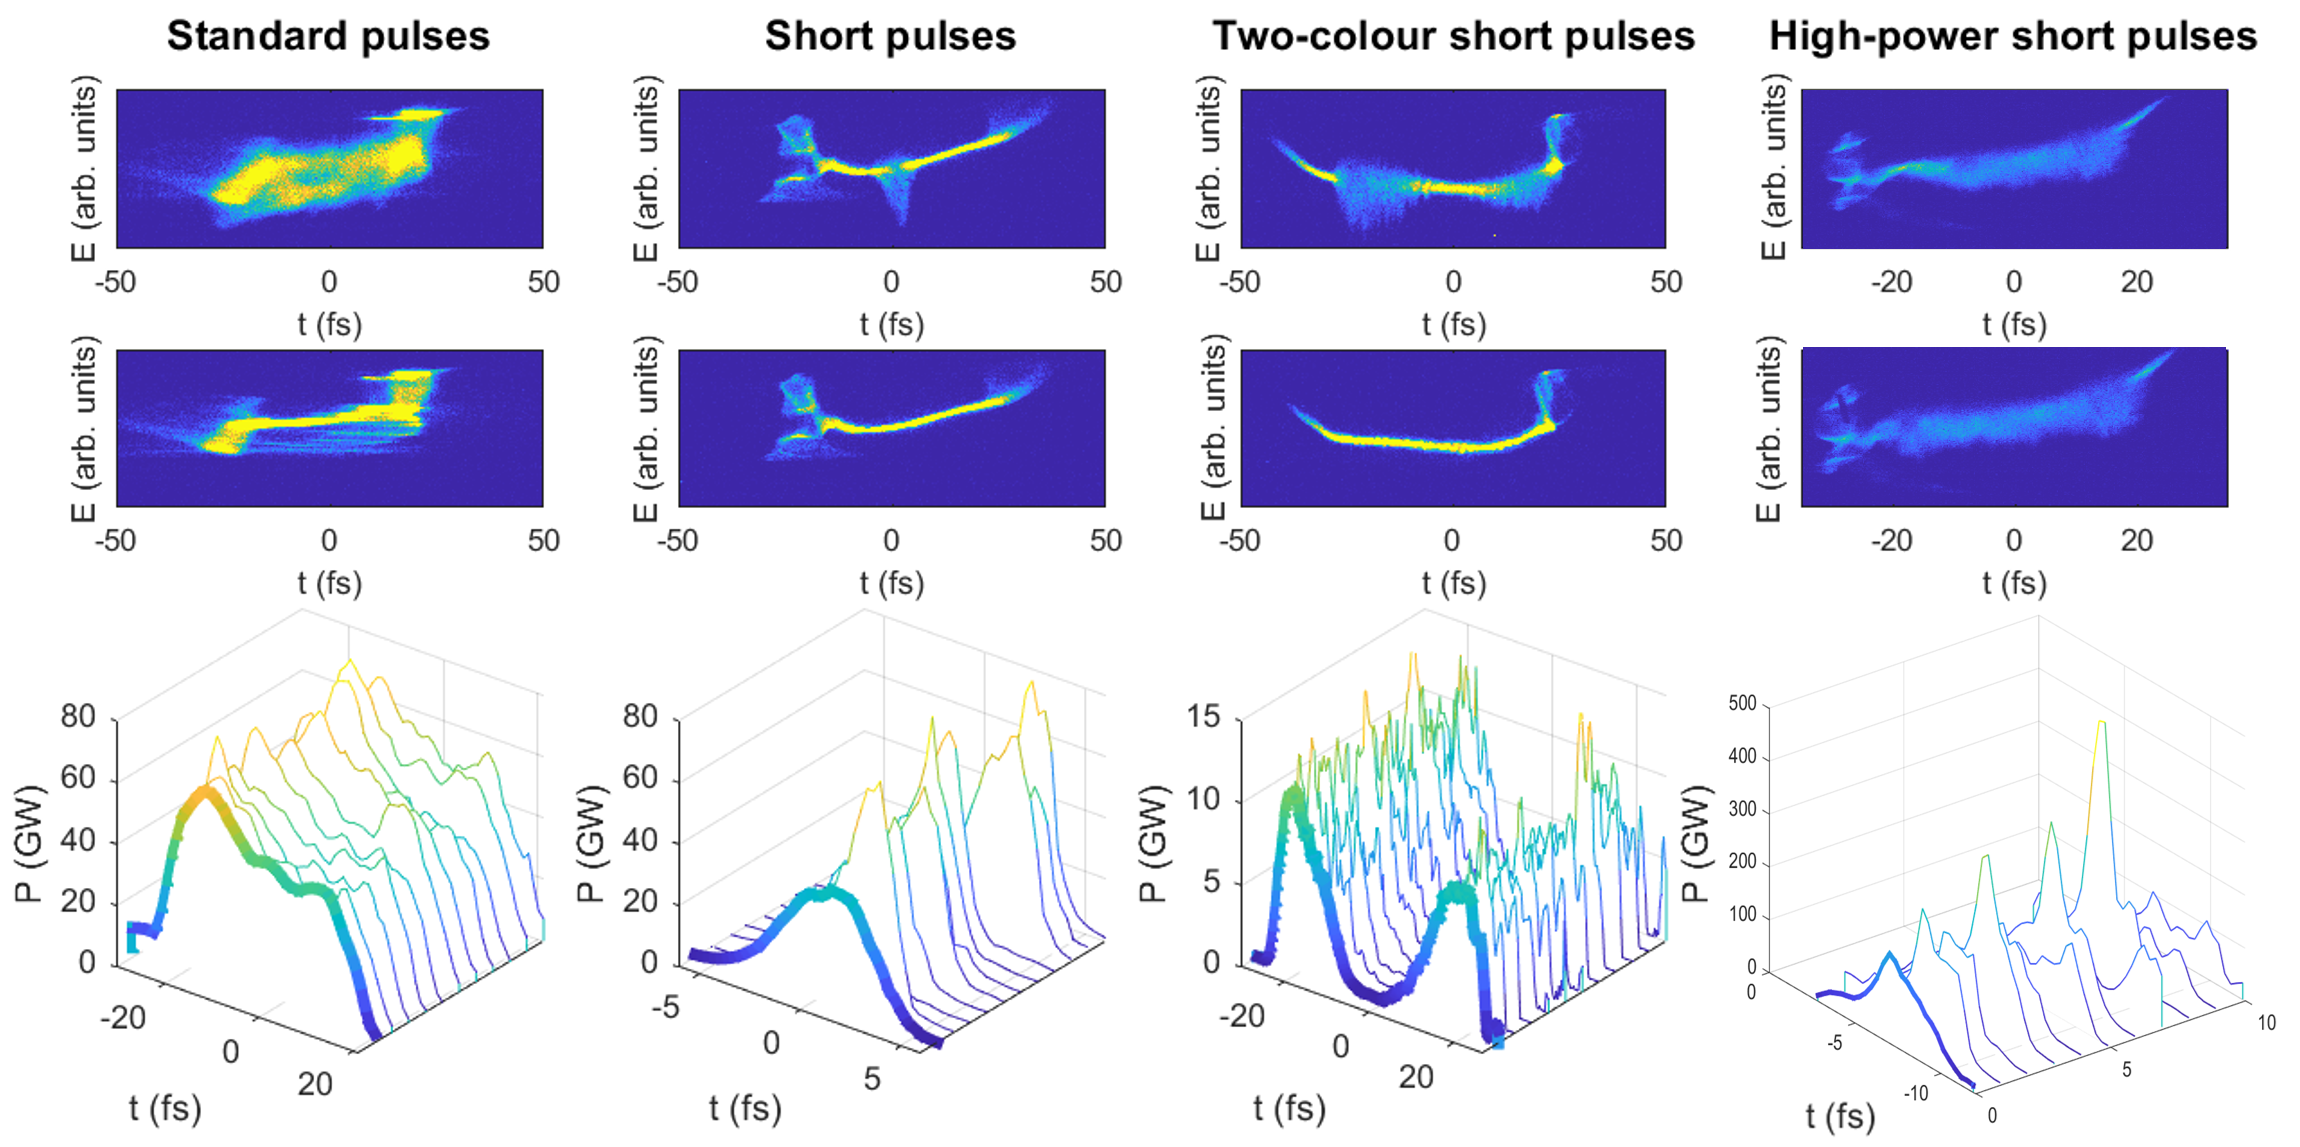 Standard pulses Short pulses Two-colour short pulses High-power short pulses
E (arb. units) E (arb. units) E (arb. units) E (arb. units)
-50 0 50 -50 0 50 -50 0 50 -20 0 20
t (fs) t (fs) t (fs) t (fs)
E (arb. units) E (arb. units) E (arb. units) E (arb. units)
-50 0 50 -50 0 50 -50 0 50 -20 0 20
t (fs) t (fs) t (fs) t (fs)
P (GW)
80
60
40
20
0
-20 0 20
t (fs)
P (GW)
80
60
40
20
0
-5 0 5
t (fs)
P (GW)
15
10
5
0
-20 0 20
t (fs)
P (GW)
500
400
300
200
100
0
0 -5 -10
t (fs)
0 5 10